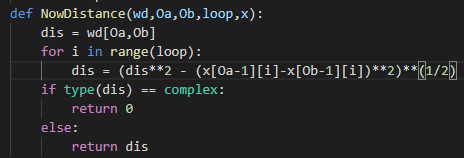 def NowDistance(wd,Oa,Ob,loop,x):
    dis = wd[Oa,Ob]
    for i in range(loop):
        dis = (dis**2 - (x[Oa-1][i]-x[Ob-1][i])**2)**(1/2)
    if type(dis) == complex:
        return 0
    else:
        return dis